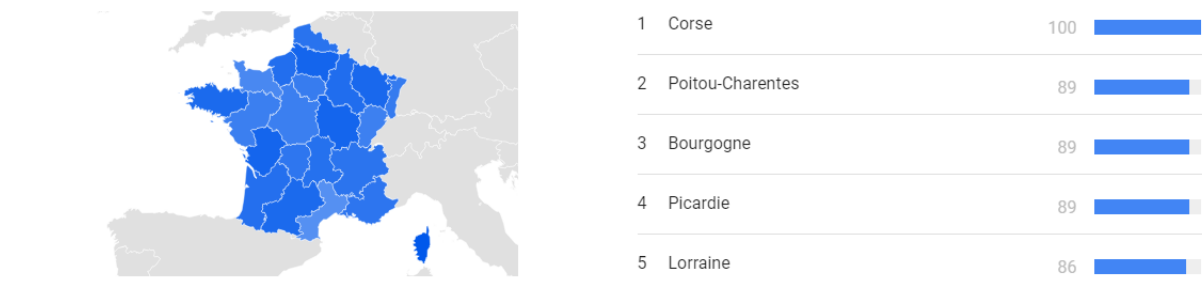 1 Corse 100
2 Poitou-Charentes 89
3 Bourgogne 89
4 Picardie 89
5 Lorraine 86